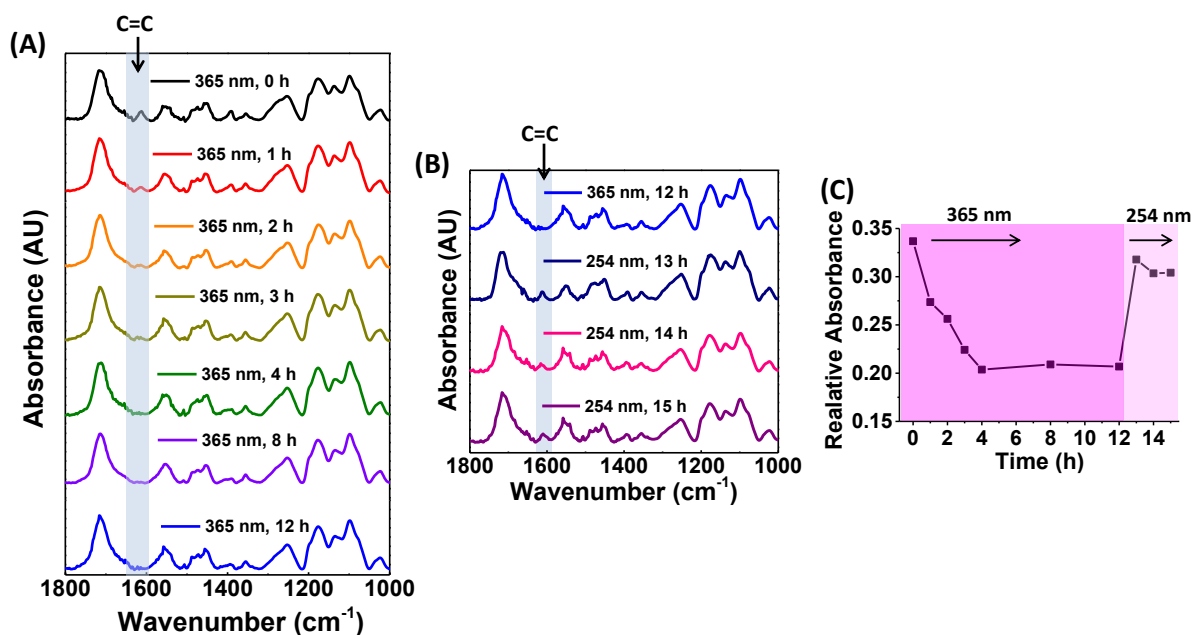 (A)
C=C
365 nm, 0 h
365 nm, 1 h
365 nm, 2 h
365 nm, 3 h
365 nm, 4 h
365 nm, 8 h
365 nm, 12 h
Absorbance (AU)
1800 1600 1400 1200 1000
Wavenumber (cm⁻¹)
(B)
C=C
365 nm, 12 h
254 nm, 13 h
254 nm, 14 h
254 nm, 15 h
Absorbance (AU)
1800 1600 1400 1200 1000
Wavenumber (cm⁻¹)
(C)
365 nm
254 nm
Realative Absorbance
0.35
0.30
0.25
0.20
0.15
0 2 4 6 8 10 12 14
Time (h)